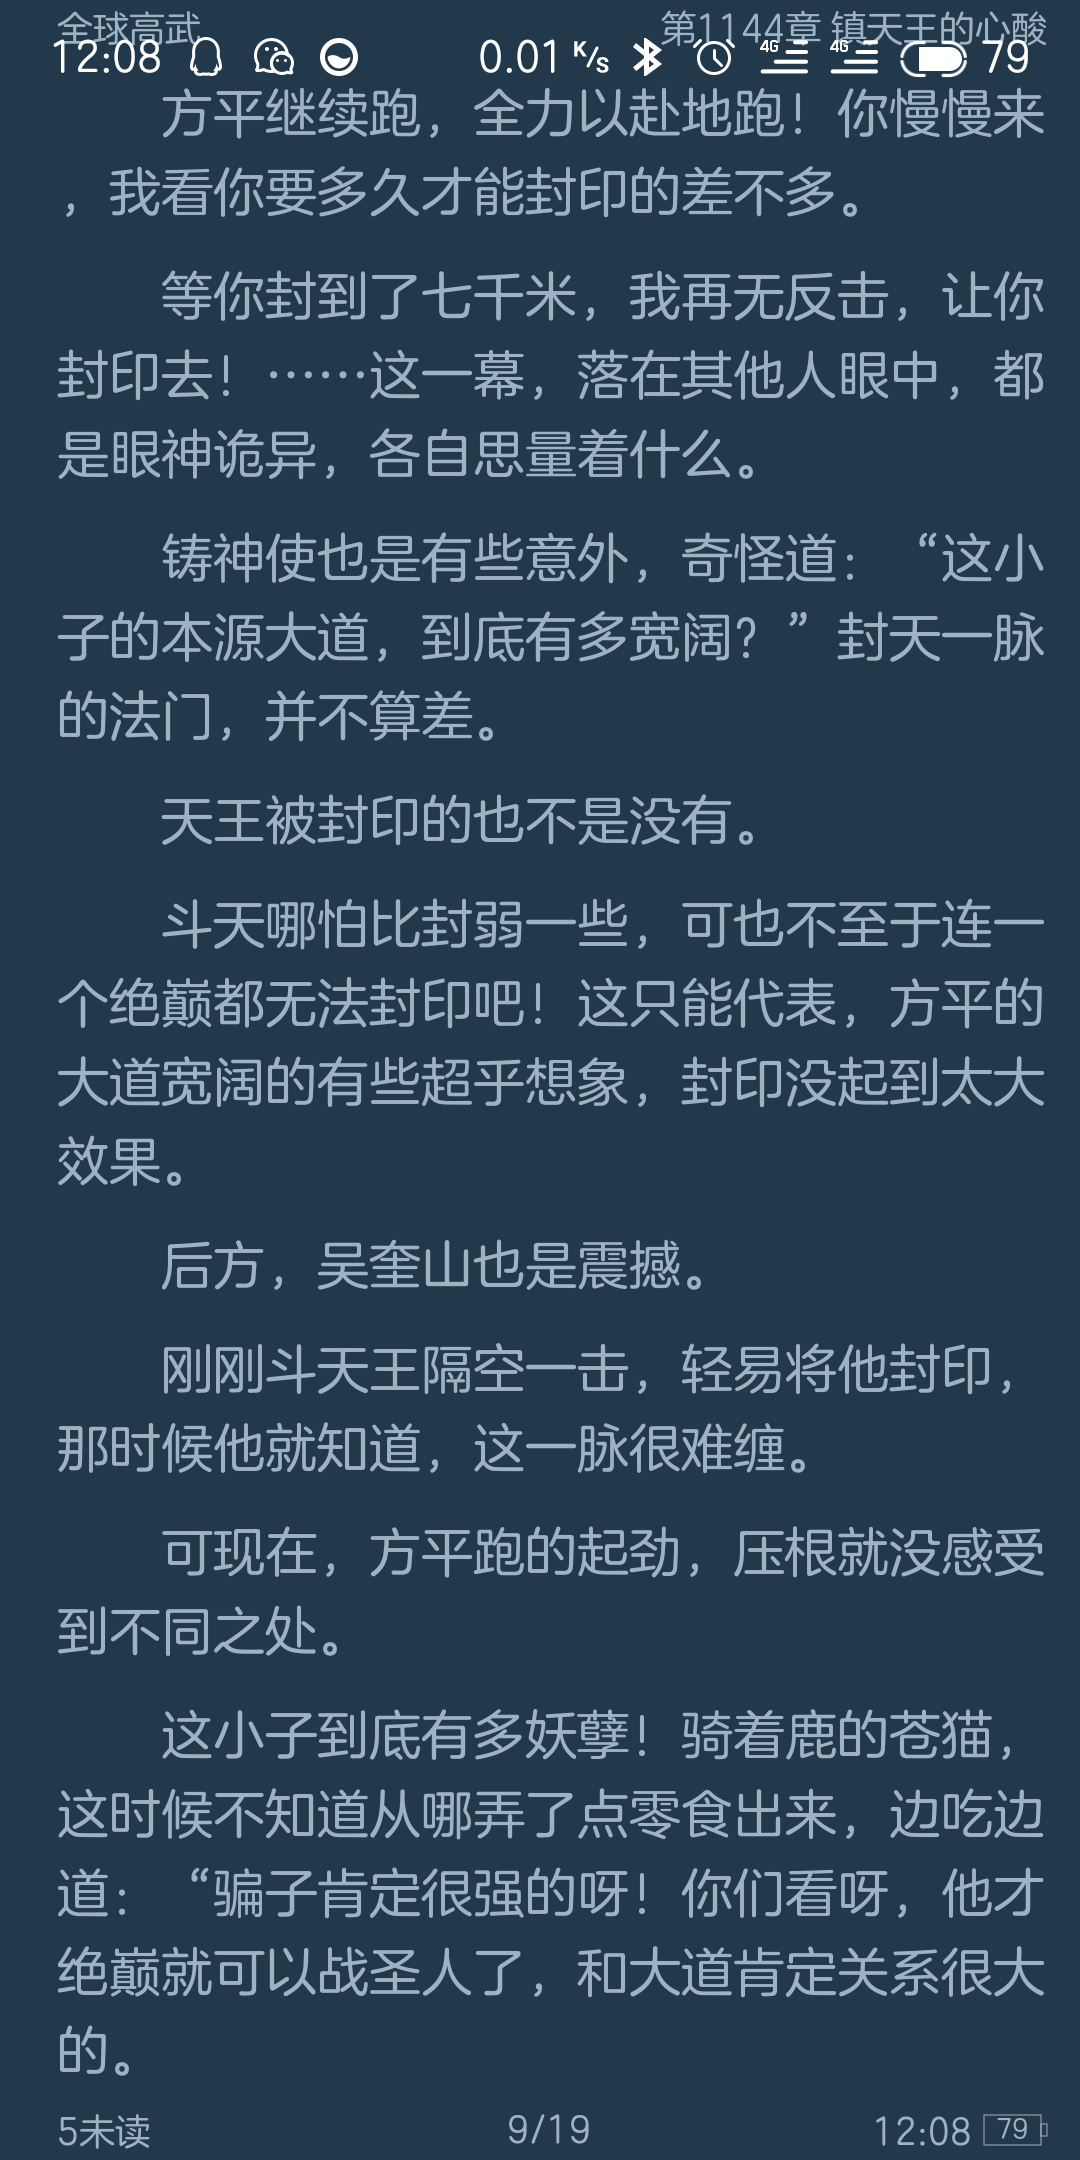 全球高武 第1144章 镇天王的心酸
12:08 0.01 K/s 4G 4G 79
方平继续跑，全力以赴地跑！你慢慢来
，我看你要多久才能封印的差不多。
等你封到了七千米，我再无反击，让你
封印去！……这一幕，落在其他人眼中，都
是眼神诡异，各自思量着什么。
铸神使也是有些意外，奇怪道：“这小
子的本源大道，到底有多宽阔？”封天一脉
的法门，并不算差。
天王被封印的也不是没有。
斗天哪怕比封弱一些，可也不至于连一
个绝巅都无法封印吧！这只能代表，方平的
大道宽阔的有些超乎想象，封印没起到太大
效果。
后方，吴奎山也是震撼。
刚刚斗天王隔空一击，轻易将他封印，
那时候他就知道，这一脉很难缠。
可现在，方平跑的起劲，压根就没感受
到不同之处。
这小子到底有多妖孽！骑着鹿的苍猫，
这时候不知道从哪弄了点零食出来，边吃边
道：“骗子肯定很强的呀！你们看呀，他才
绝巅就可以战圣人了，和大道肯定关系很大
的。
5未读 9/19 12:08 79